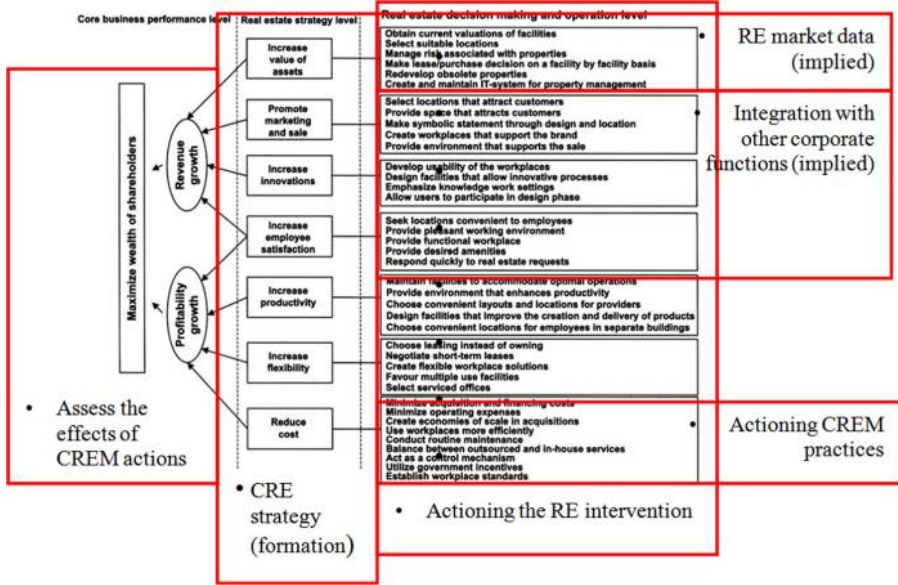 Core business performance level
Real estate strategy level
Real estate decision making and operation level
Maximize wealth of shareholders
Revenue growth
Profitability growth
Increase
value of
assets
Obtain current valuations of facilities
Select suitable locations
Manage risk associated with properties
Make lease/purchase decision on a facility by facility basis
Redevelop obsolete properties
Create and maintain IT-system for property management
Promote
marketing
and sale
Select locations that attract customers
Provide space that attracts customers
Make symbolic statement through design and location
Create workplaces that support the brand
Provide environment that supports the sale
Increase
innovations
Develop usability of the workplaces
Design facilities that allow innovative processes
Emphasize knowledge work settings
Allow users to participate in design phase
Increase
employee
satisfaction
Seek locations convenient to employees
Provide pleasant working environment
Provide functional workplace
Provide desired amenities
Respond quickly to real estate requests
Increase
productivity
Maintain facilities to accommodate optimal operations
Provide environment that enhances productivity
Choose convenient layouts and locations for providers
Design facilities that improve the creation and delivery of products
Choose convenient locations for employees in separate buildings
Increase
flexibility
Choose leasing instead of owning
Negotiate short-term leases
Create flexible workplace solutions
Favour multiple use facilities
Select serviced offices
Reduce
cost
Minimize acquisition and financing costs
Minimize operating expenses
Create economies of scale in acquisitions
Use workplaces more efficiently
Conduct routine maintenance
Balance between outsourced and in-house services
Act as a control mechanism
Utilize government incentives
Establish workplace standards
• RE market data
(implied)
• Integration with
other corporate
functions (implied)
• Actioning CREM
practices
• Assess the
effects of
CREM actions
• CRE
strategy
(formation)
• Actioning the RE intervention